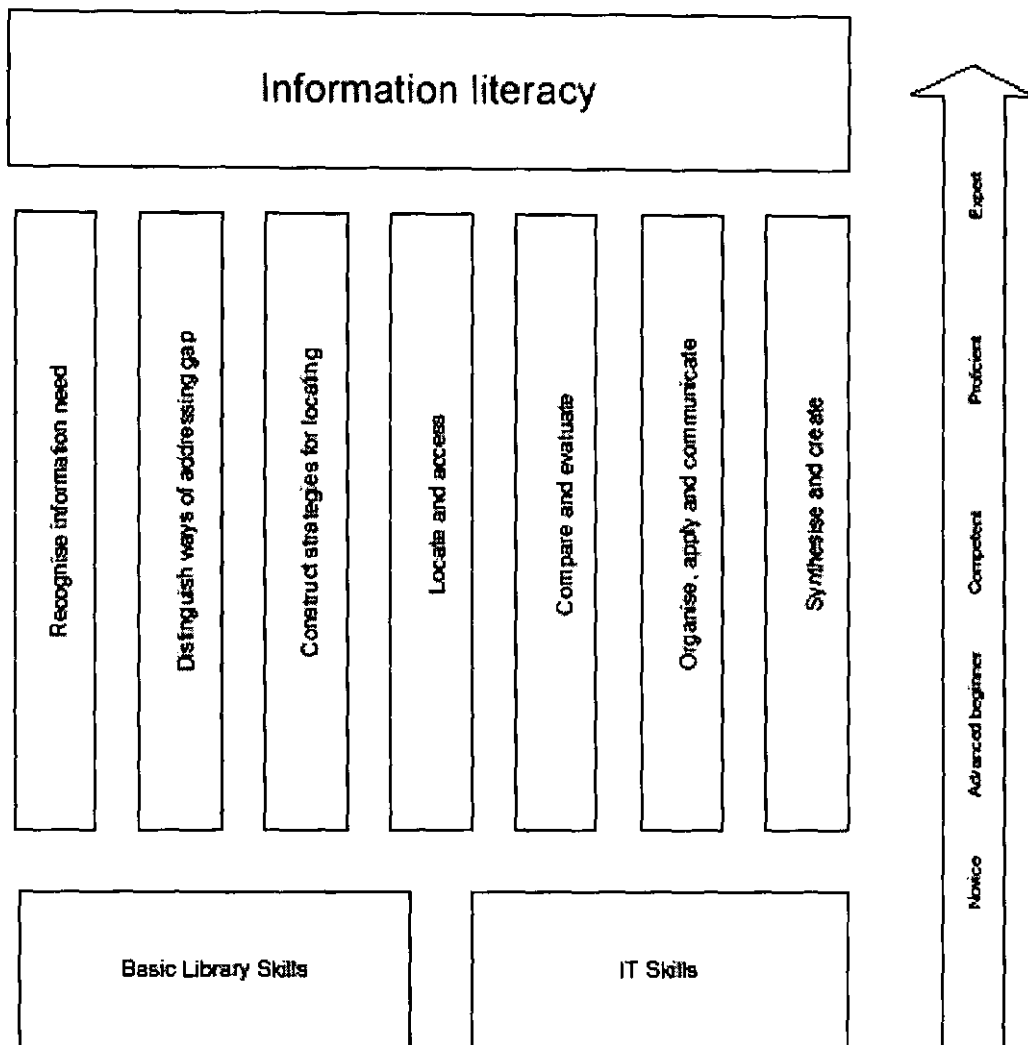 Information literacy
Recognise information need
Distinguish ways of addressing gap
Construct strategies for locating
Locate and access
Compare and evaluate
Organise, apply and communicate
Synthesise and create
Basic Library Skills
IT Skills
Expert
Proficient
Competent
Advanced beginner
Novice